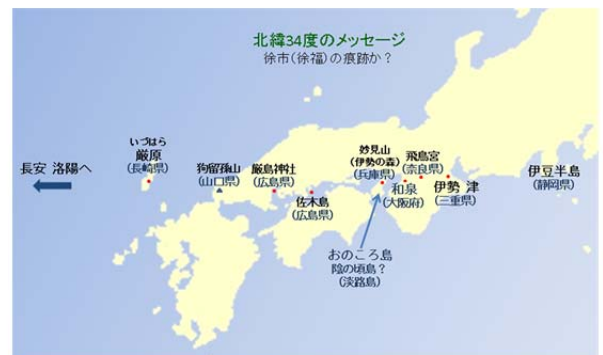 北緯34度のメッセージ
徐市(徐福)の痕跡か?
長安 洛陽へ
いづはら
厳原
(長崎県)
狗留孫山
(山口県)
厳島神社
(広島県)
佐木島
(広島県)
妙見山
(伊勢の森)
(兵庫県)
飛鳥宮
(奈良県)
和泉
(大阪府)
伊勢 津
(三重県)
伊豆半島
(静岡県)
おのころ島
陰の頃島?
(淡路島)